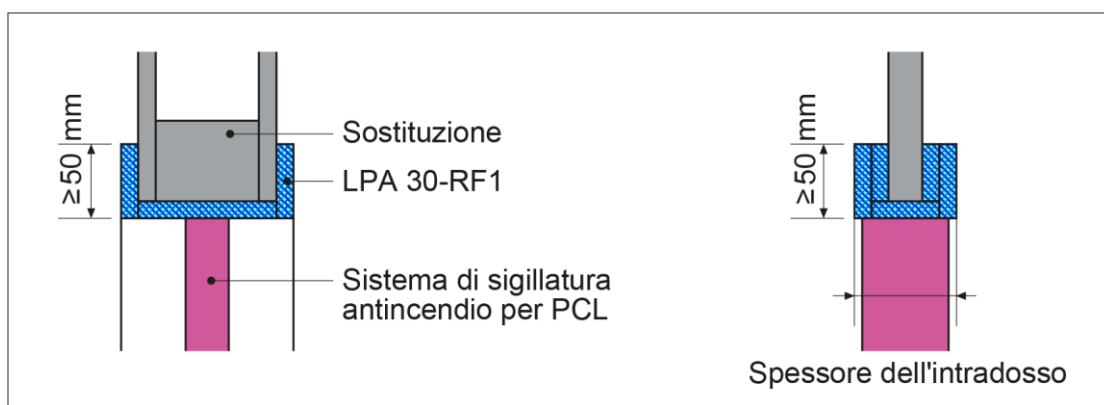 ≥50 mm
Sostituzione
LPA 30-RF1
Sistema di sigillatura
antincendio per PCL
≥50 mm
Spessore dell'intradosso